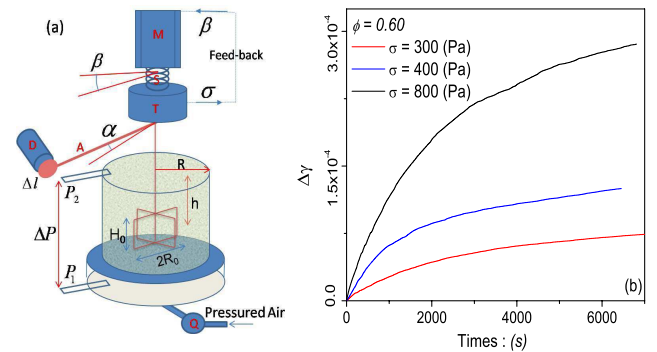 (a)
M
β
Feed-back
β
S
σ
T
D
A
α
Δl
P₂
R
h
H₀
ΔP
2R₀
P₁
Pressured Air
Q
ϕ = 0.60
σ = 300 (Pa)
σ = 400 (Pa)
σ = 800 (Pa)
3.0x10⁻⁴
1.5x10⁻⁴
0.0
Δγ
0 2000 4000 6000
Times : (s)
(b)